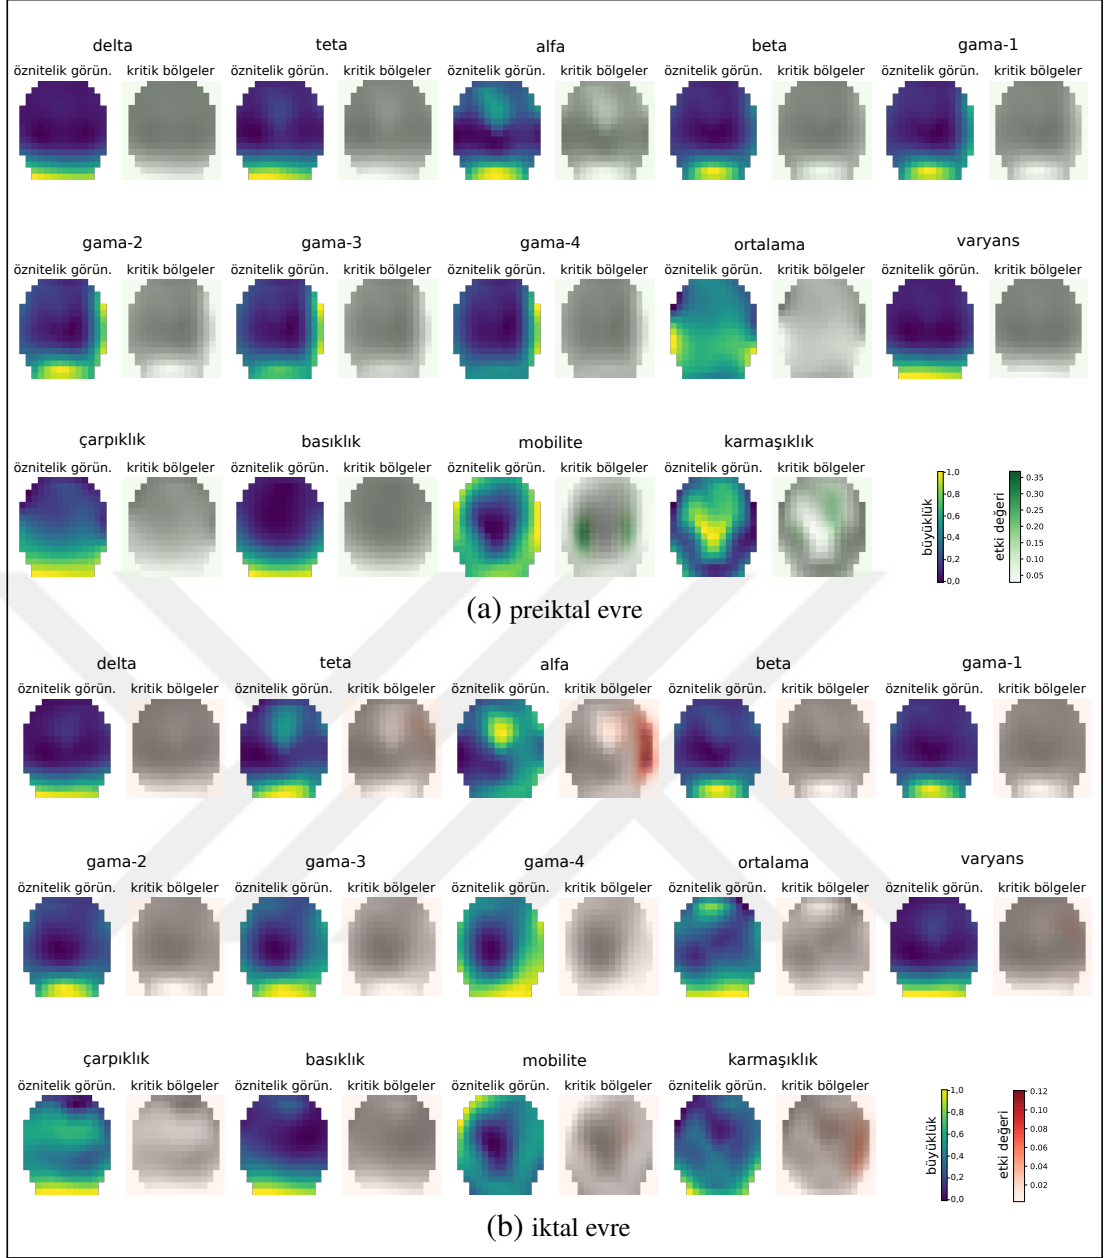 delta teta alfa beta gama-1
öznitelik görün. kritik bölgeler öznitelik görün. kritik bölgeler öznitelik görün. kritik bölgeler öznitelik görün. kritik bölgeler öznitelik görün. kritik bölgeler
gama-2 gama-3 gama-4 ortalama varyans
öznitelik görün. kritik bölgeler öznitelik görün. kritik bölgeler öznitelik görün. kritik bölgeler öznitelik görün. kritik bölgeler öznitelik görün. kritik bölgeler
çarpıklık basıklık mobilite karmaşıklık
öznitelik görün. kritik bölgeler öznitelik görün. kritik bölgeler öznitelik görün. kritik bölgeler öznitelik görün. kritik bölgeler
büyüklük
1,0
0,8
0,6
0,4
0,2
0,0
etki değeri
0.35
0.30
0.25
0.20
0.15
0.10
0.05
(a) preiktal evre
delta teta alfa beta gama-1
öznitelik görün. kritik bölgeler öznitelik görün. kritik bölgeler öznitelik görün. kritik bölgeler öznitelik görün. kritik bölgeler öznitelik görün. kritik bölgeler
gama-2 gama-3 gama-4 ortalama varyans
öznitelik görün. kritik bölgeler öznitelik görün. kritik bölgeler öznitelik görün. kritik bölgeler öznitelik görün. kritik bölgeler öznitelik görün. kritik bölgeler
çarpıklık basıklık mobilite karmaşıklık
öznitelik görün. kritik bölgeler öznitelik görün. kritik bölgeler öznitelik görün. kritik bölgeler öznitelik görün. kritik bölgeler
büyüklük
1,0
0,8
0,6
0,4
0,2
0,0
etki değeri
0.12
0.10
0.08
0.06
0.04
0.02
(b) iktal evre